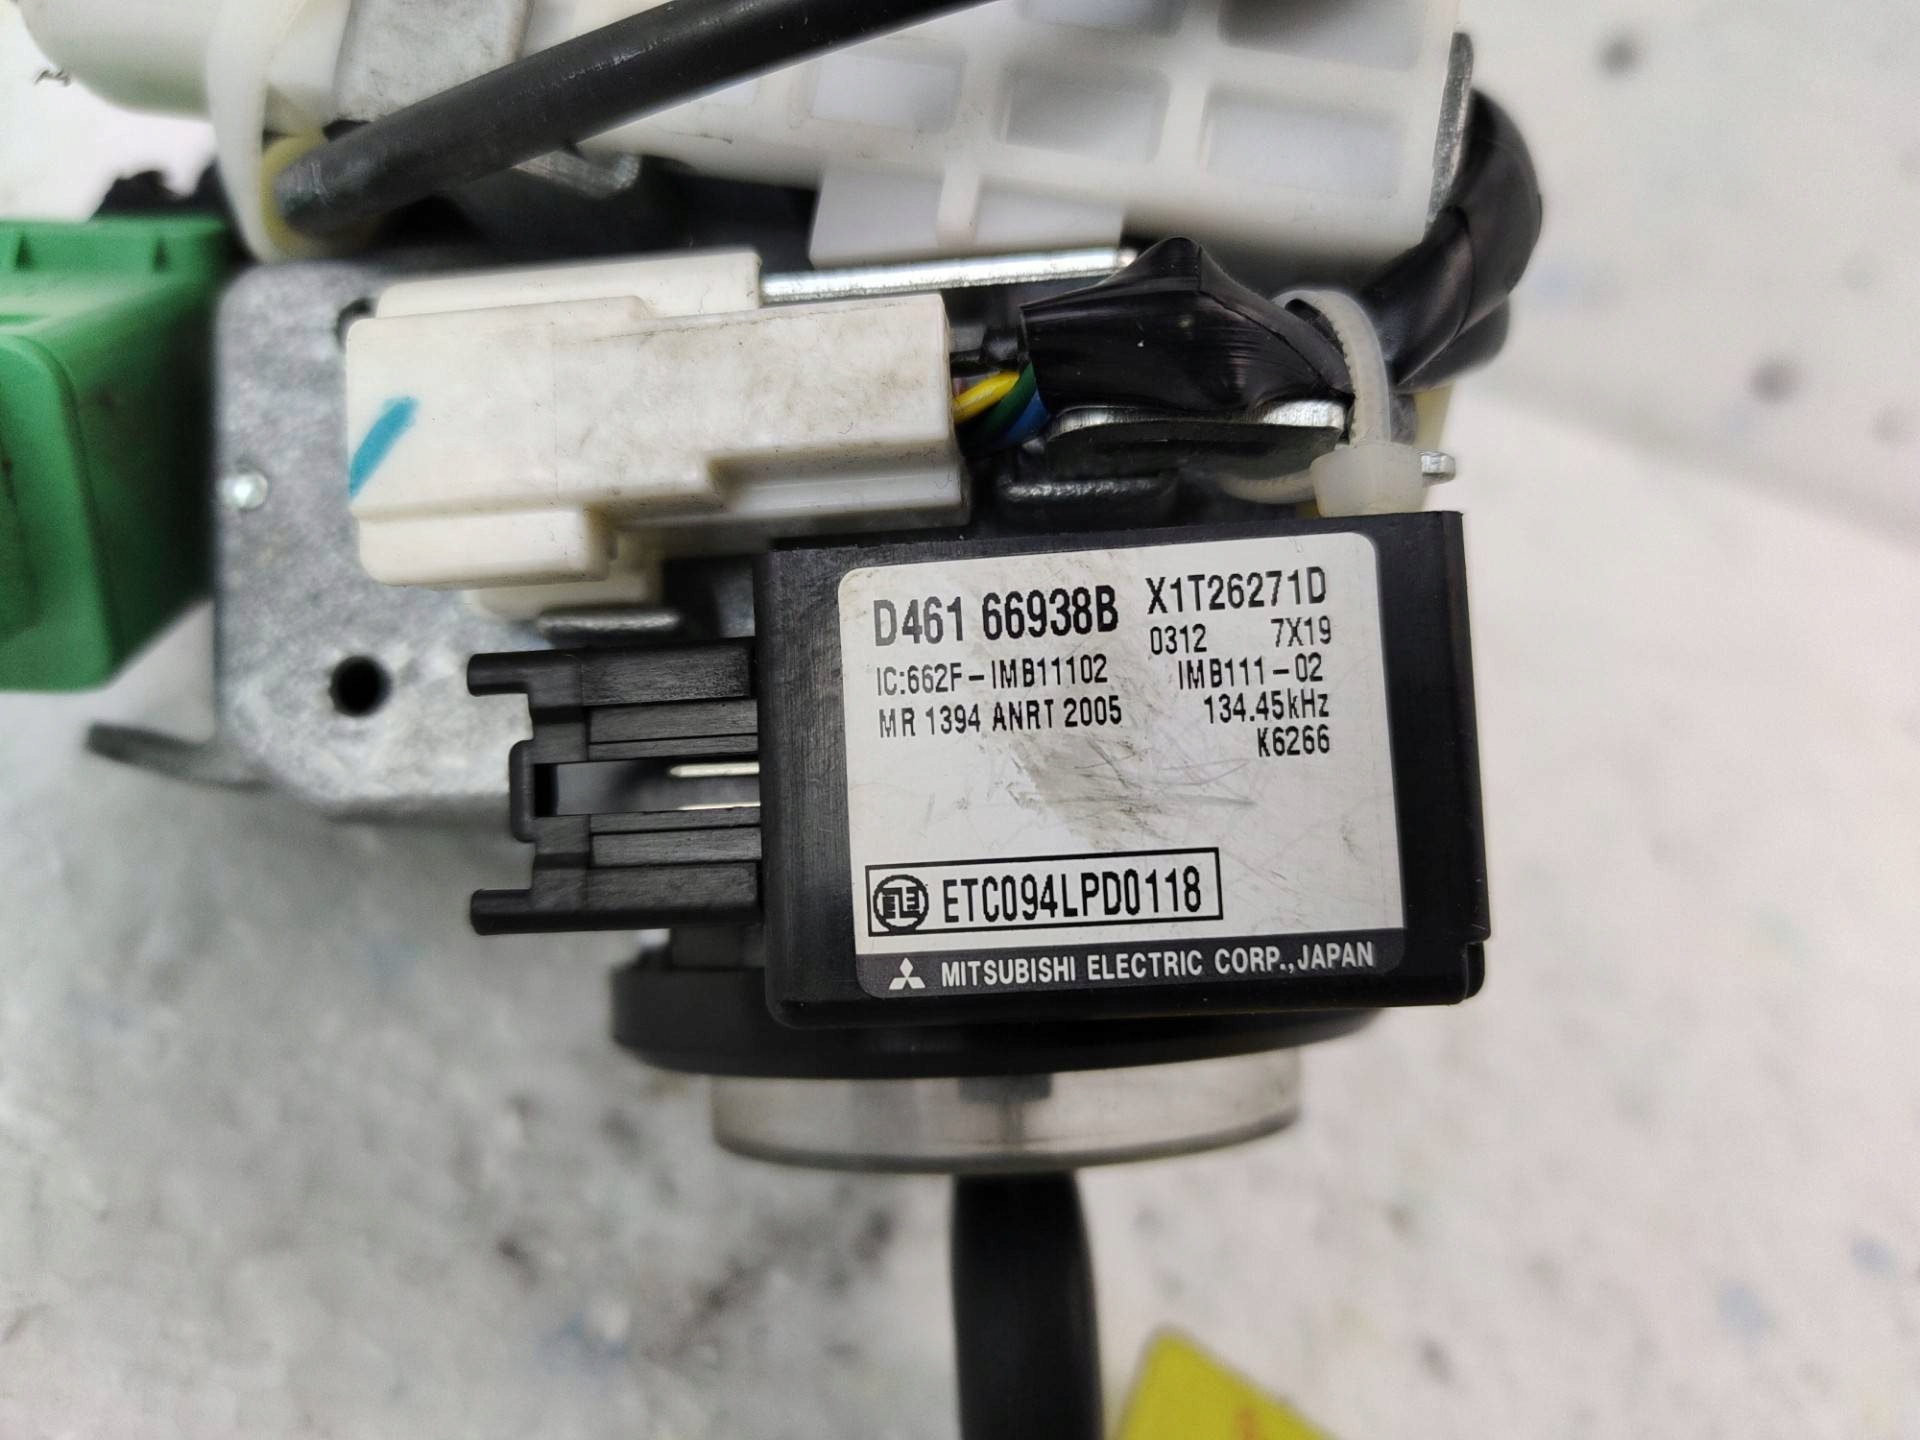 D461 66938B X1T26271D
0312 7X19
IC:662F-IMB11102 IMB111-02
MR 1394 ANRT 2005 134.45kHz
K6266
ETC094LPD0118
MITSUBISHI ELECTRIC CORP.,JAPAN